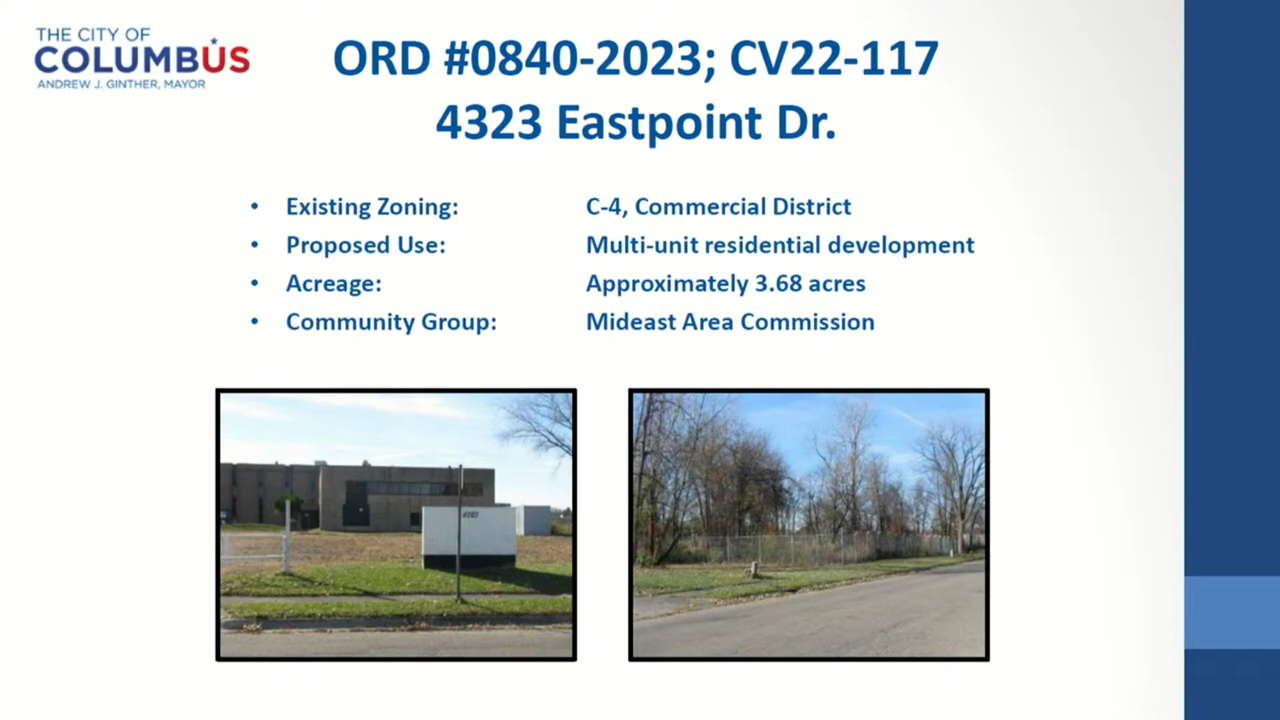 THE CITY OF
COLUMBUS
ANDREW J. GINTHER, MAYOR
ORD #0840-2023; CV22-117
4323 Eastpoint Dr.
• Existing Zoning: C-4, Commercial District
• Proposed Use: Multi-unit residential development
• Acreage: Approximately 3.68 acres
• Community Group: Mideast Area Commission